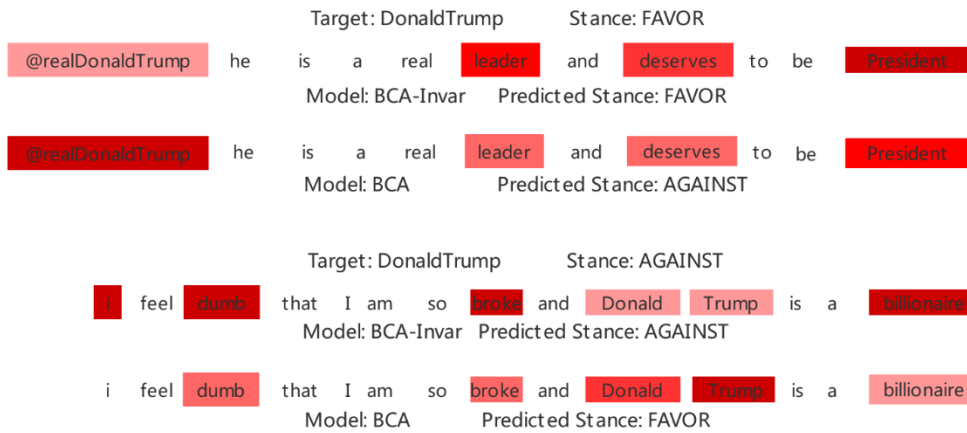 Target: DonaldTrump Stance: FAVOR
@realDonaldTrump he is a real leader and deserves to be President
Model: BCA-Invar Predicted Stance: FAVOR
@realDonaldTrump he is a real leader and deserves to be President
Model: BCA Predicted Stance: AGAINST
Target: DonaldTrump Stance: AGAINST
i feel dumb that I am so broke and Donald Trump is a billionaire
Model: BCA-Invar Predicted Stance: AGAINST
i feel dumb that I am so broke and Donald Trump is a billionaire
Model: BCA Predicted Stance: FAVOR